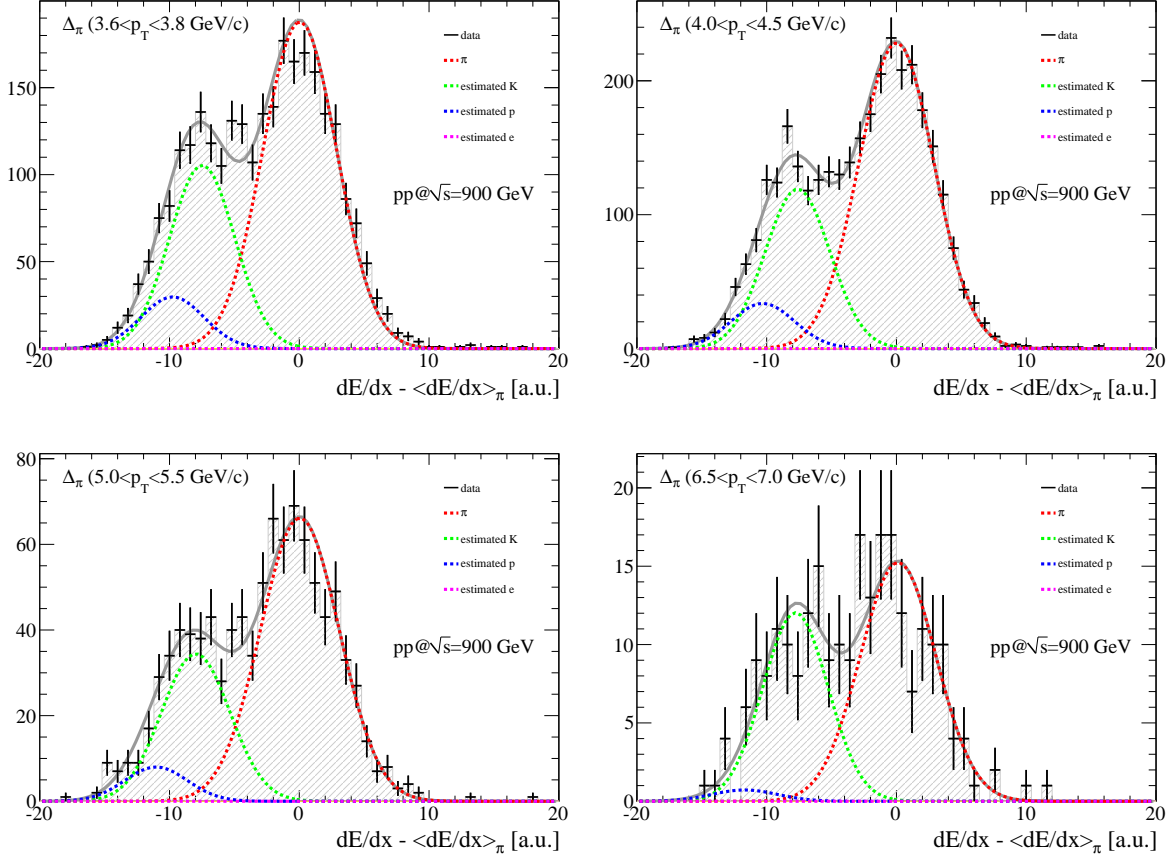 Δπ (3.6<pT<3.8 GeV/c)
data
π
estimated K
estimated p
estimated e
pp@√s=900 GeV
150
100
50
0
-20 -10 0 10 20
dE/dx - <dE/dx>π [a.u.]
Δπ (4.0<pT<4.5 GeV/c)
data
π
estimated K
estimated p
estimated e
pp@√s=900 GeV
200
100
0
-20 -10 0 10 20
dE/dx - <dE/dx>π [a.u.]
Δπ (5.0<pT<5.5 GeV/c)
data
π
estimated K
estimated p
estimated e
pp@√s=900 GeV
80
60
40
20
0
-20 -10 0 10 20
dE/dx - <dE/dx>π [a.u.]
Δπ (6.5<pT<7.0 GeV/c)
data
π
estimated K
estimated p
estimated e
pp@√s=900 GeV
20
15
10
5
0
-20 -10 0 10 20
dE/dx - <dE/dx>π [a.u.]